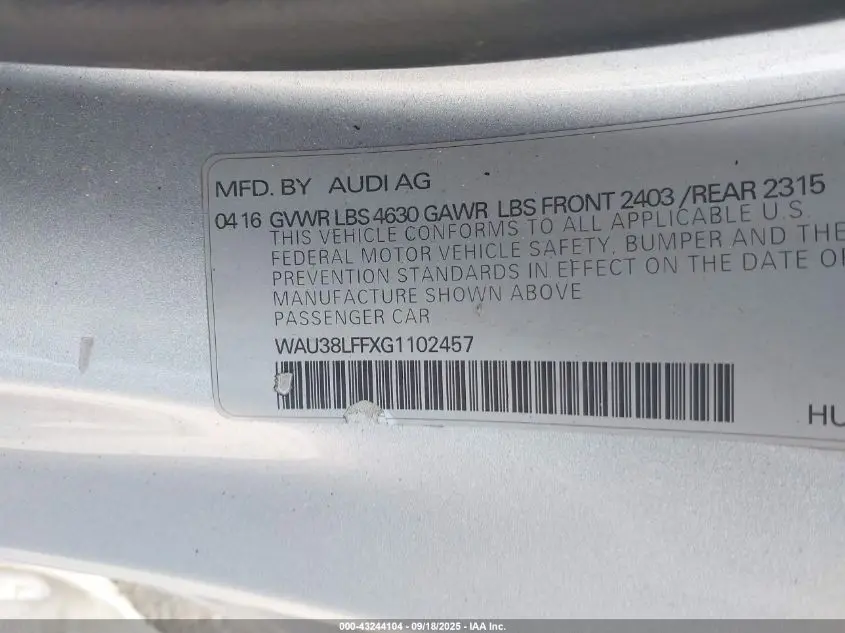 MFD. BY AUDI AG
04 16 GVWR LBS 4630 GAWR LBS FRONT 2403 /REAR 2315
THIS VEHICLE CONFORMS TO ALL APPLICABLE U.S.
FEDERAL MOTOR VEHICLE SAFETY, BUMPER AND THE
PREVENTION STANDARDS IN EFFECT ON THE DATE OF
MANUFACTURE SHOWN ABOVE
PASSENGER CAR
WAU38LFFXG1102457
HU
000-43244104 - 09/18/2025 - IAA Inc.